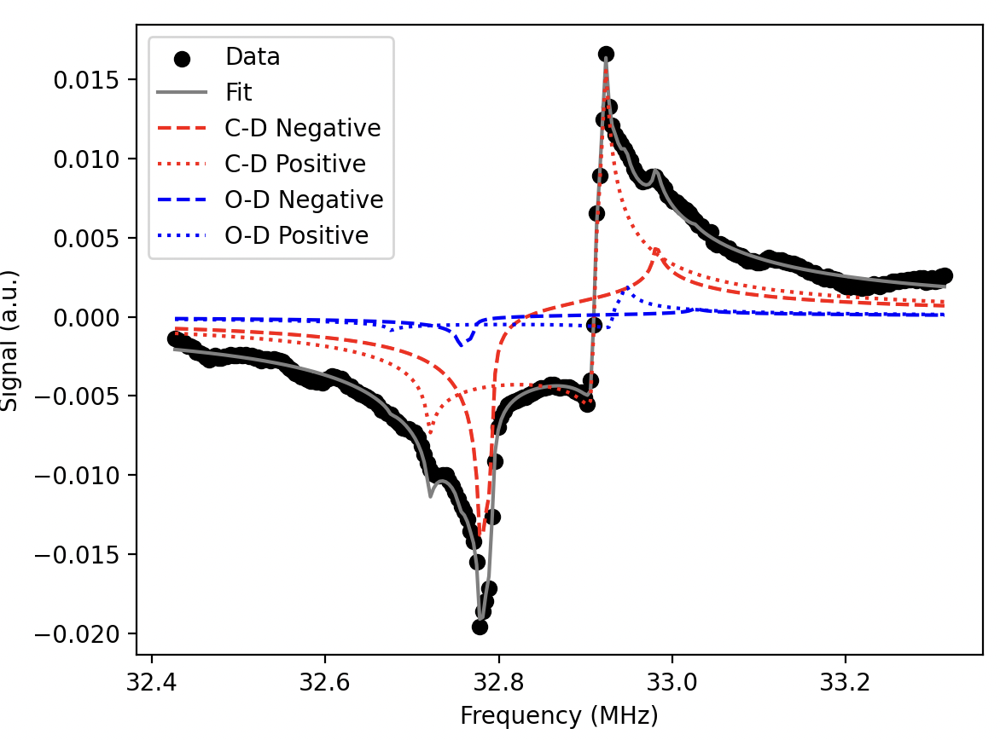 Data
Fit
C-D Negative
C-D Positive
O-D Negative
O-D Positive
0.015
0.010
0.005
0.000
−0.005
−0.010
−0.015
−0.020
Signal (a.u.)
32.4 32.6 32.8 33.0 33.2
Frequency (MHz)